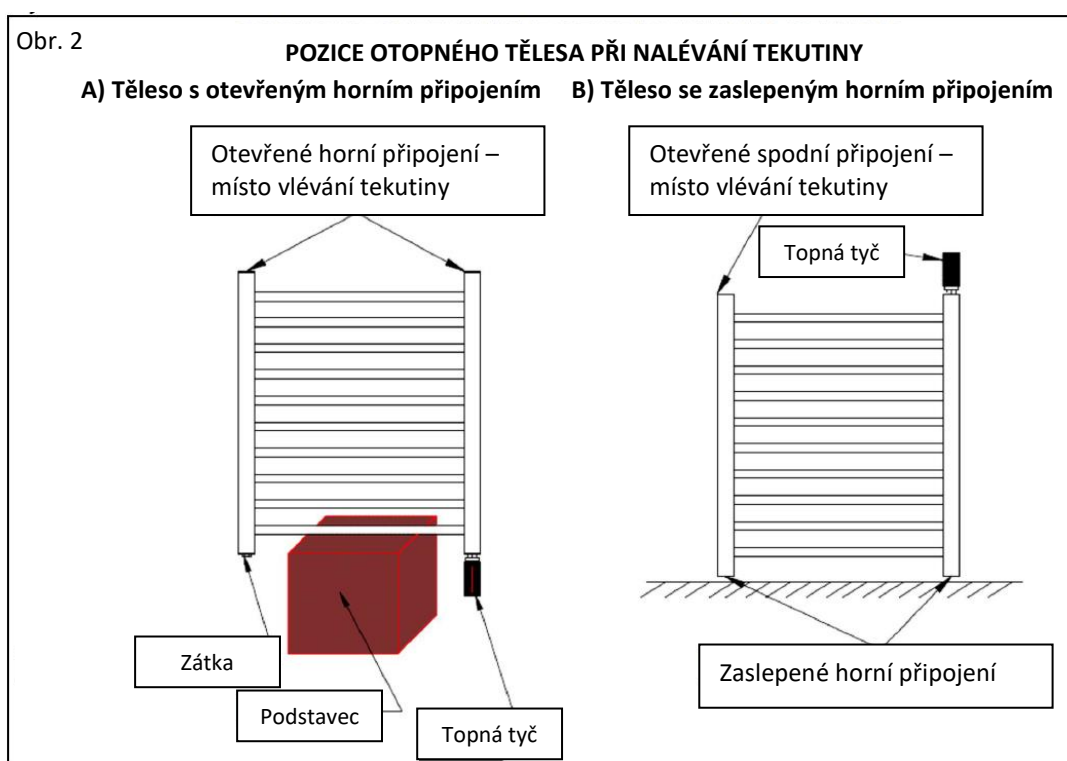 Obr. 2
POZICE OTOPNÉHO TĚLESA PŘI NALÉVÁNÍ TEKUTINY
A) Těleso s otevřeným horním připojením
B) Těleso se zaslepeným horním připojením
Otevřené horní připojení –
místo vlévání tekutiny
Otevřené spodní připojení –
místo vlévání tekutiny
Topná tyč
Zátka
Podstavec
Topná tyč
Zaslepené horní připojení